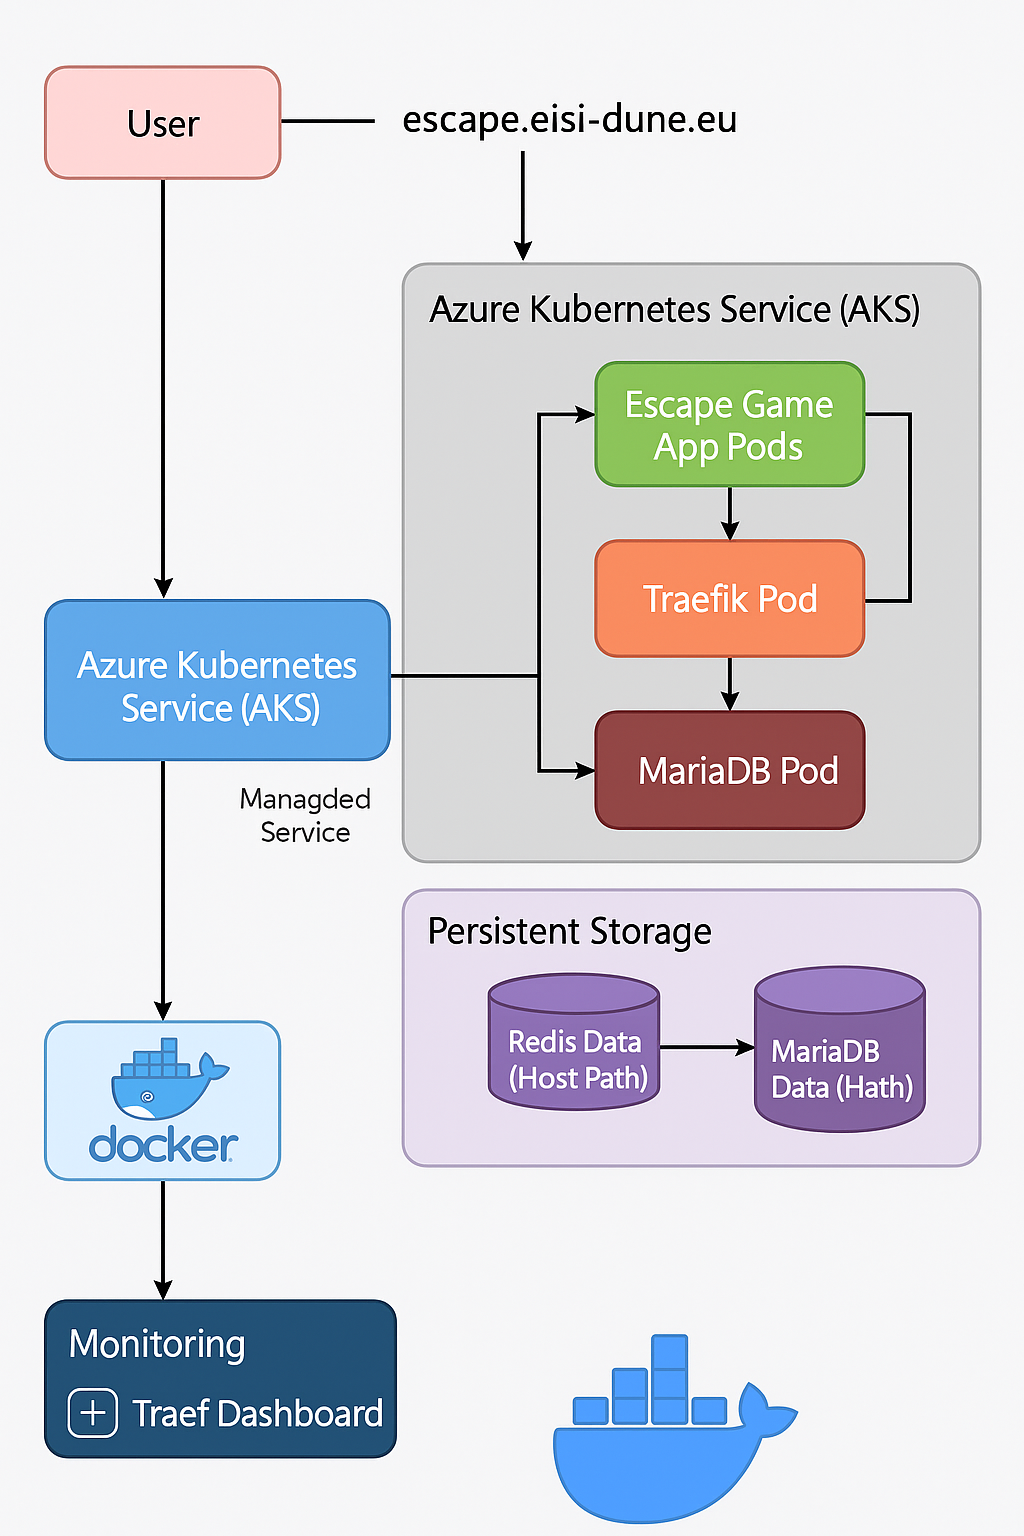 User
escape.eisi-dune.eu
Azure Kubernetes Service (AKS)
Escape Game
App Pods
Traefik Pod
MariaDB Pod
Azure Kubernetes
Service (AKS)
Managded
Service
Persistent Storage
Redis Data
(Host Path)
MariaDB
Data (Hath)
docker
Monitoring
Traef Dashboard